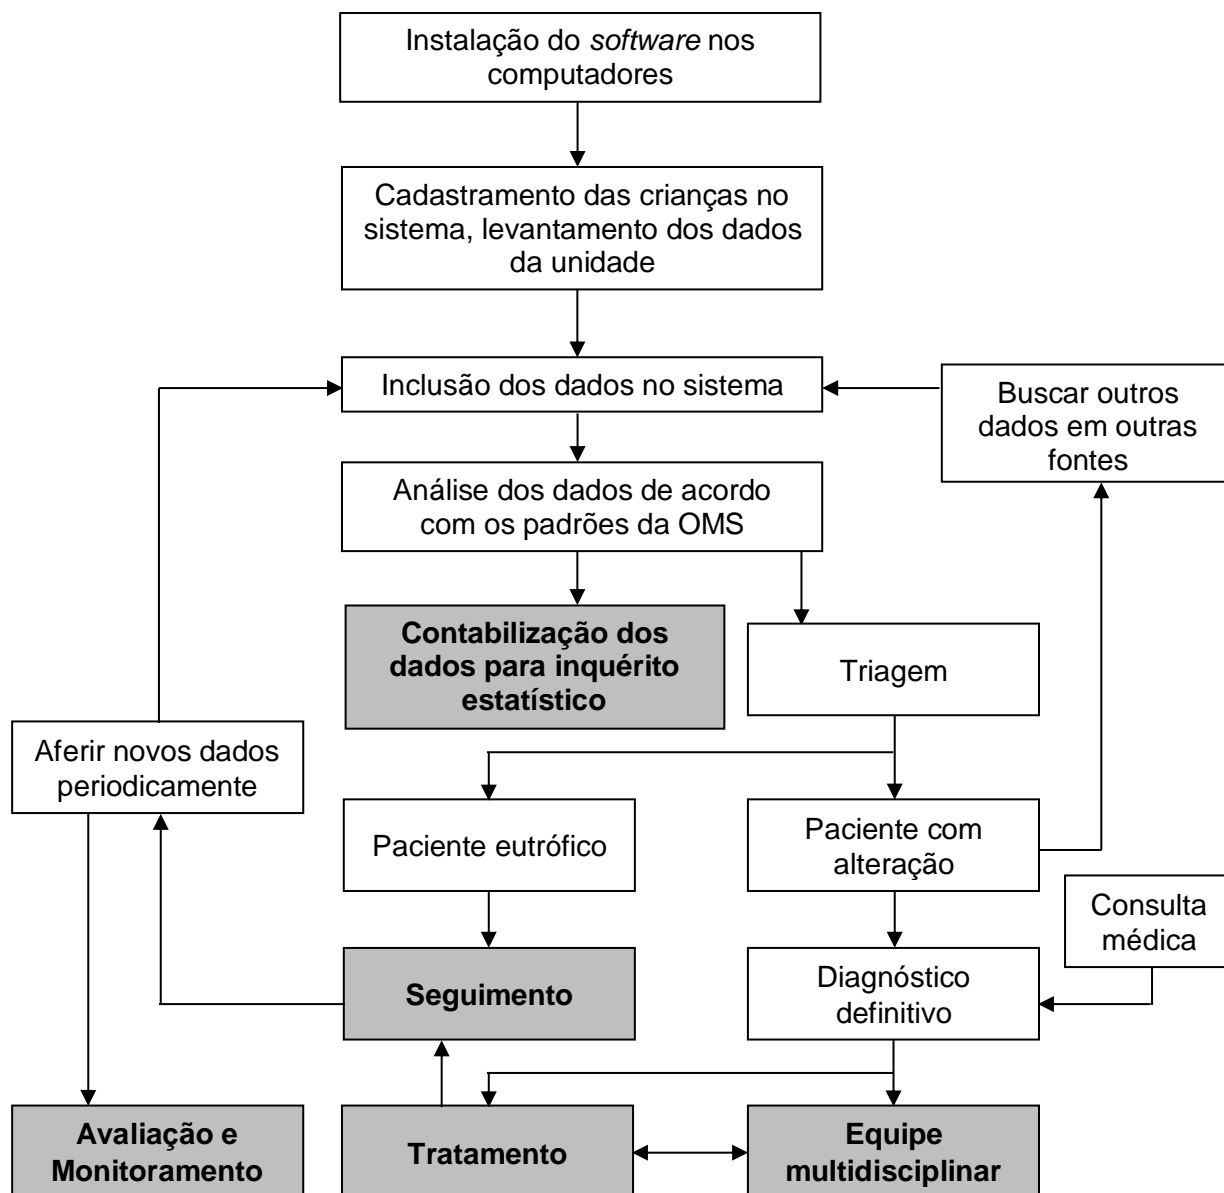 Instalação do software nos
computadores
Cadastramento das crianças no
sistema, levantamento dos dados
da unidade
Inclusão dos dados no sistema
Buscar outros
dados em outras
fontes
Análise dos dados de acordo
com os padrões da OMS
Contabilização dos
dados para inquérito
estatístico
Triagem
Aferir novos dados
periodicamente
Paciente eutrófico
Paciente com
alteração
Consulta
médica
Seguimento
Diagnóstico
definitivo
Avaliação e
Monitoramento
Tratamento
Equipe
multidisciplinar